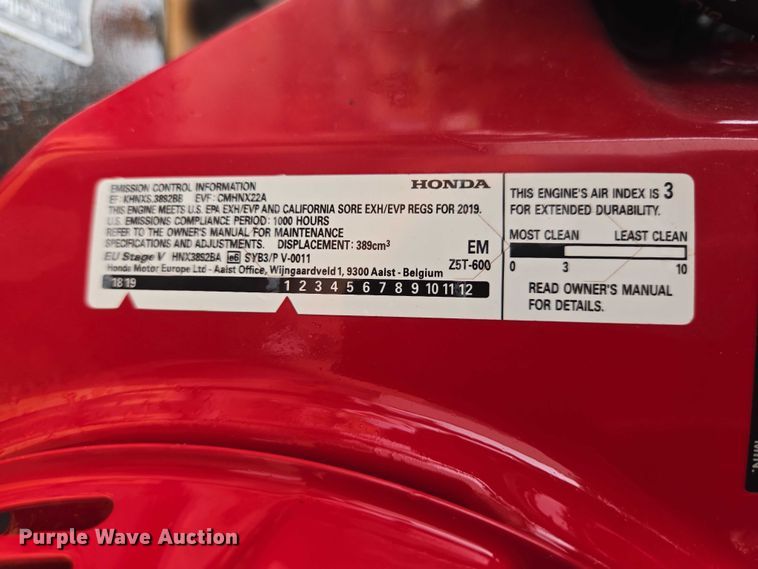 EMISSION CONTROL INFORMATION
HONDA
EF: KHNXS.3892BB EVF: CMHNX22A
THIS ENGINE MEETS U.S. EPA EXH/EVP AND CALIFORNIA SORE EXH/EVP REGS FOR 2019.
U.S. EMISSIONS COMPLIANCE PERIOD: 1000 HOURS
REFER TO THE OWNER'S MANUAL FOR MAINTENANCE
SPECIFICATIONS AND ADJUSTMENTS. DISPLACEMENT: 389cm³ EM
EU Stage V HNX3892BA e6 SYB3/P V-0011 Z5T-600
Honda Motor Europe Ltd - Aalst Office, Wijngaardveld 1, 9300 Aalst - Belgium
18 19 1 2 3 4 5 6 7 8 9 10 11 12
THIS ENGINE'S AIR INDEX IS 3
FOR EXTENDED DURABILITY.
MOST CLEAN LEAST CLEAN
0 3 10
READ OWNER'S MANUAL
FOR DETAILS.
Purple Wave Auction